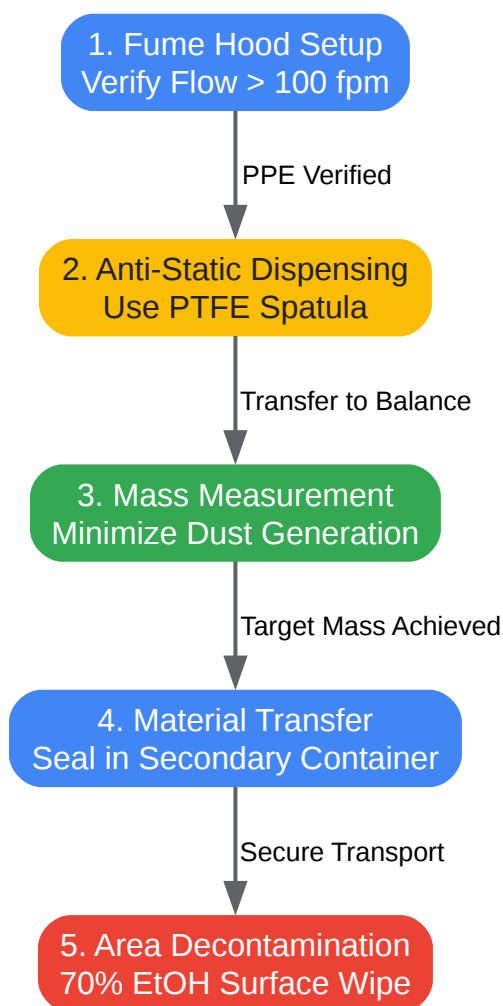 1. Fume Hood Setup
Verify Flow > 100 fpm
PPE Verified
2. Anti-Static Dispensing
Use PTFE Spatula
Transfer to Balance
3. Mass Measurement
Minimize Dust Generation
Target Mass Achieved
4. Material Transfer
Seal in Secondary Container
Secure Transport
5. Area Decontamination
70% EtOH Surface Wipe